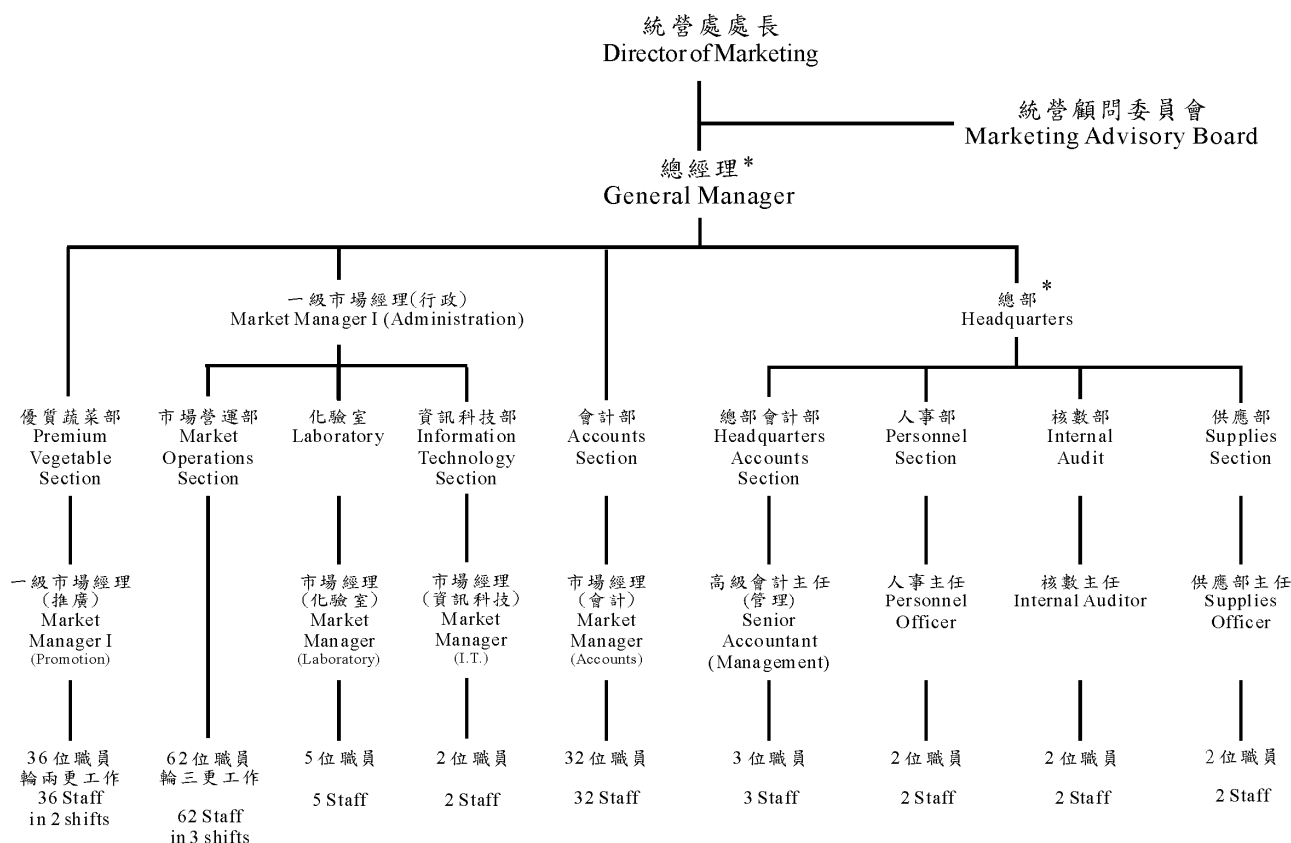 統營處處長
Director of Marketing
統營顧問委員會
Marketing Advisory Board
總經理*
General Manager
一級市場經理(行政)
Market Manager I (Administration)
總部*
Headquarters
優質蔬菜部
Premium
Vegetable
Section
市場營運部
Market
Operations
Section
化驗室
Laboratory
資訊科技部
Information
Technology
Section
會計部
Accounts
Section
總部會計部
Headquarters
Accounts
Section
人事部
Personnel
Section
核數部
Internal
Audit
供應部
Supplies
Section
一級市場經理
(推廣)
Market
Manager I
(Promotion)
市場經理
(化驗室)
Market
Manager
(Laboratory)
市場經理
(資訊科技)
Market
Manager
(I.T.)
市場經理
(會計)
Market
Manager
(Accounts)
高級會計主任
(管理)
Senior
Accountant
(Management)
人事主任
Personnel
Officer
核數主任
Internal Auditor
供應部主任
Supplies
Officer
36位職員
輪兩更工作
36 Staff
in 2 shifts
62位職員
輪三更工作
62 Staff
in 3 shifts
5位職員
5 Staff
2位職員
2 Staff
32位職員
32 Staff
3位職員
3 Staff
2位職員
2 Staff
2位職員
2 Staff
2位職員
2 Staff